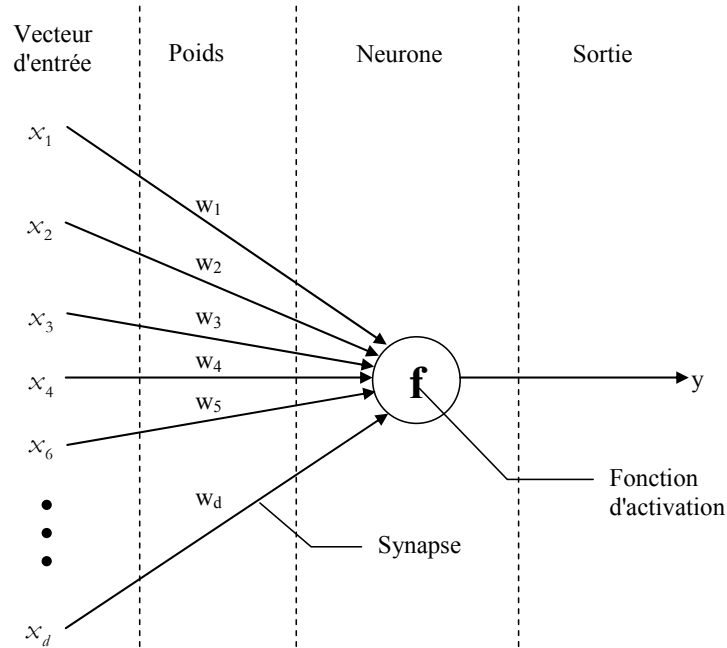 Vecteur
d'entrée
Poids
Neurone
Sortie
x1
w1
x2
w2
x3
w3
x4
w4
x6
w5
f
y
wd
xd
Synapse
Fonction
d'activation